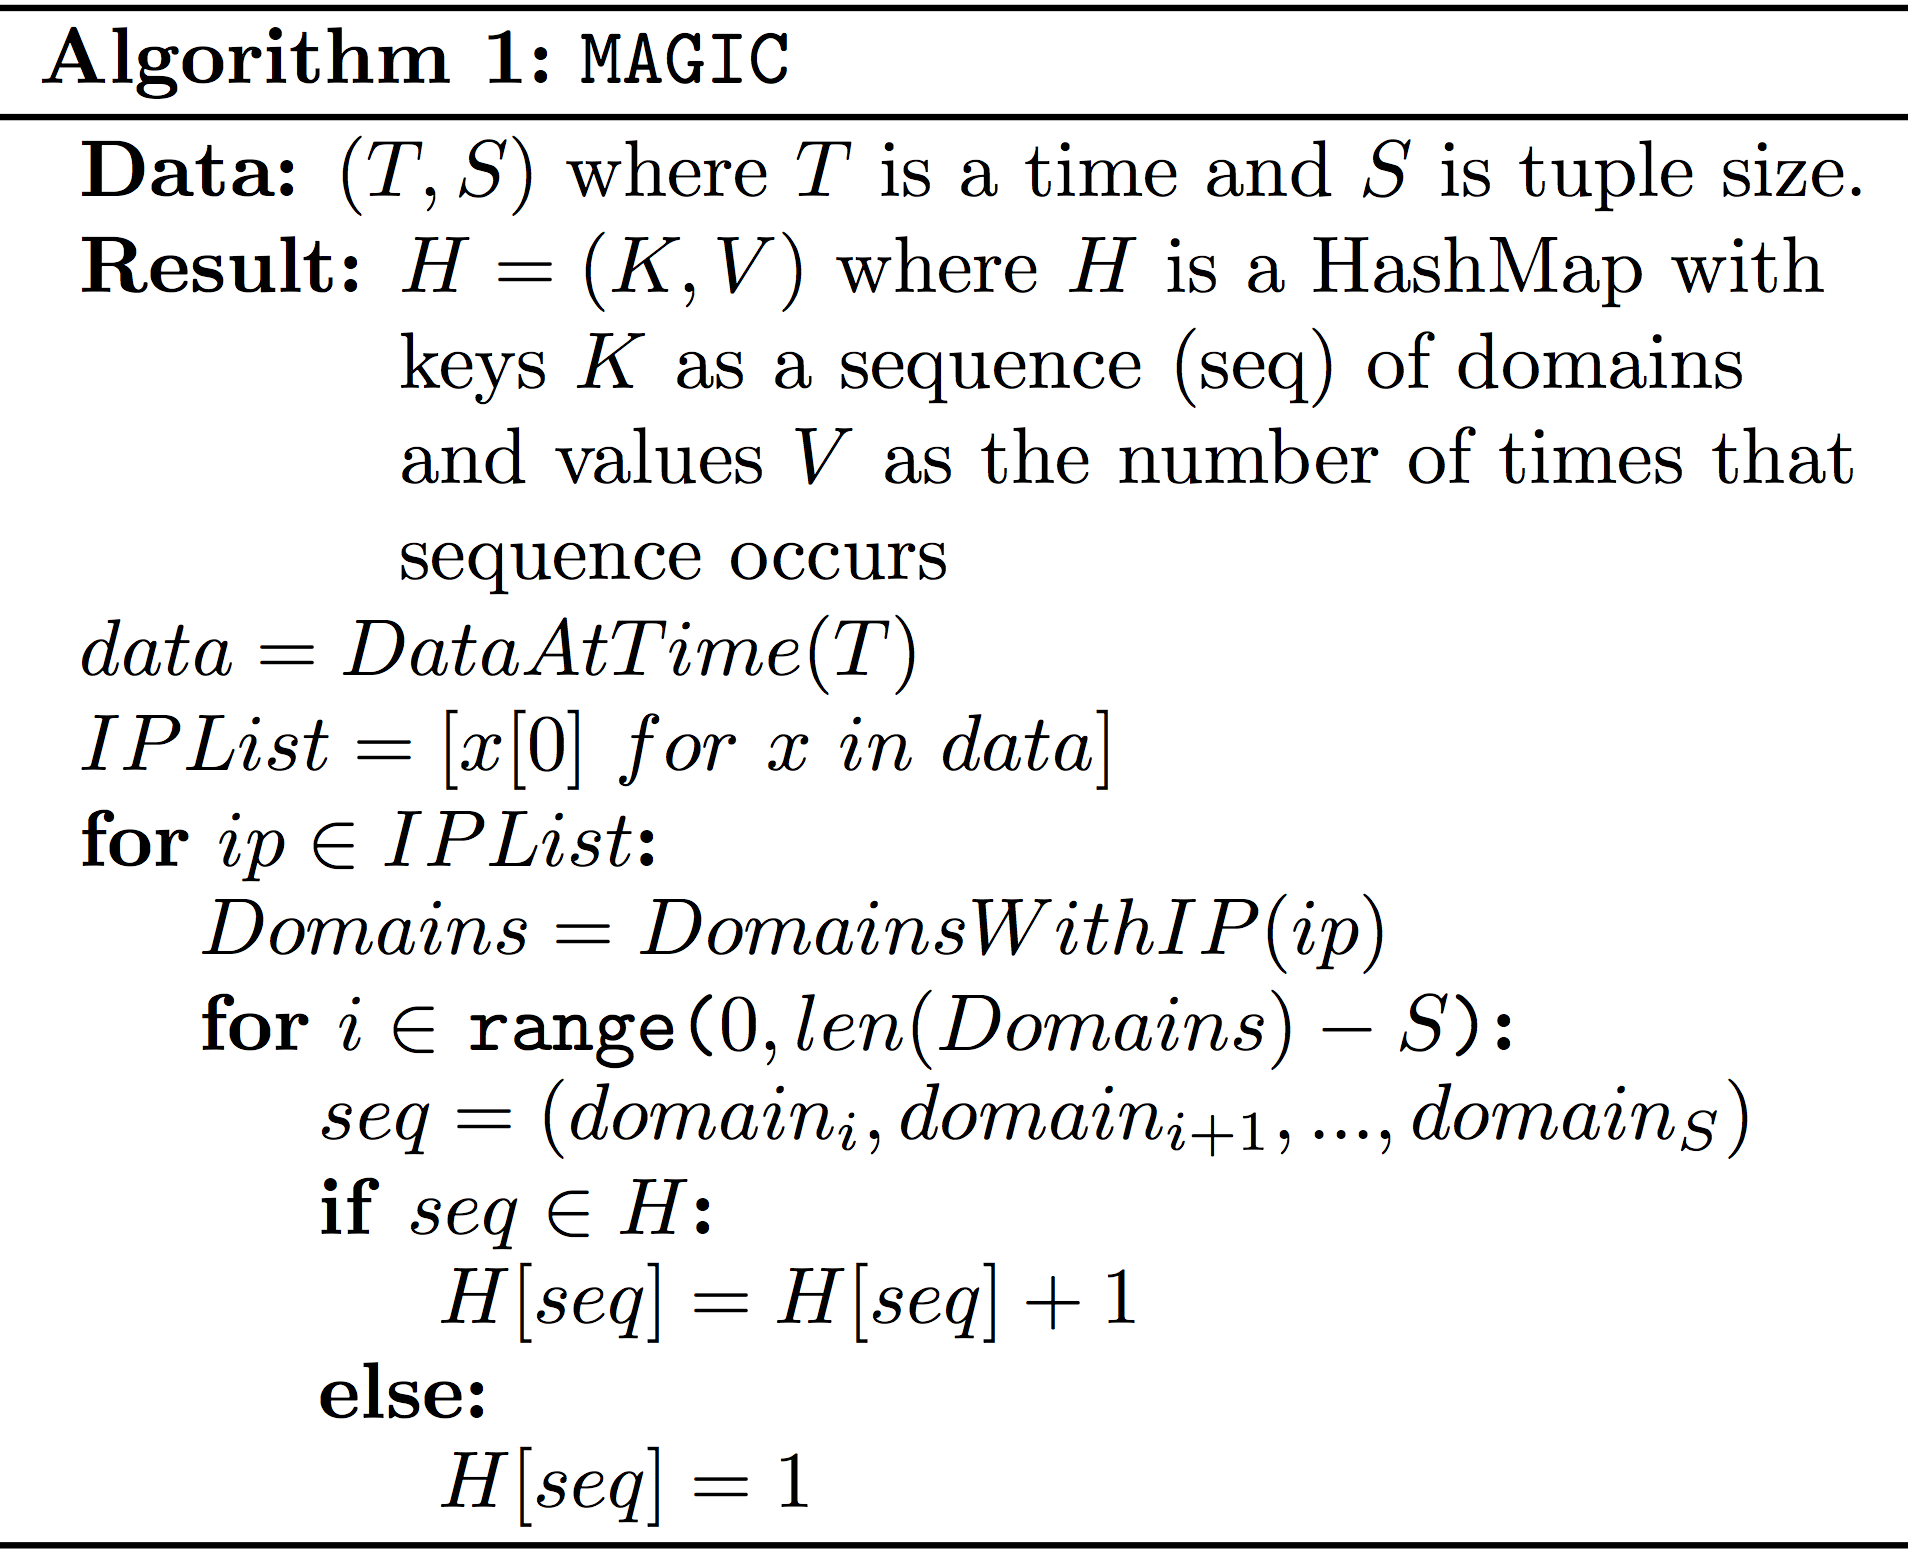 Algorithm 1: MAGIC
Data: (T, S) where T is a time and S is tuple size.
Result: H = (K, V) where H is a HashMap with
keys K as a sequence (seq) of domains
and values V as the number of times that
sequence occurs
data = DataAtTime(T)
IPList = [x[0] for x in data]
for ip ∈ IPList:
Domains = DomainsWithIP(ip)
for i ∈ range(0, len(Domains) − S):
seq = (domain_i, domain_{i+1}, ..., domain_S)
if seq ∈ H:
H[seq] = H[seq] + 1
else:
H[seq] = 1